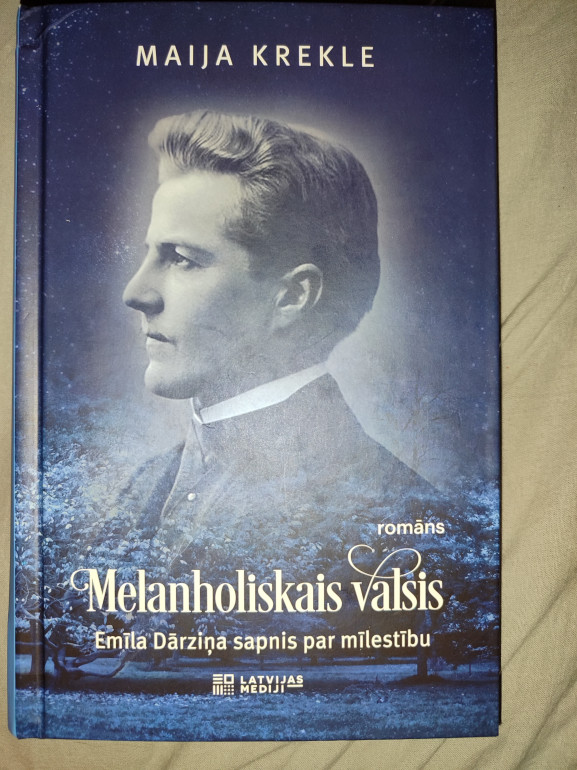 MAIJA KREKLE
romāns
Melanholiskais valsis
Emīla Dārziņa sapnis par mīlestību
LATVIJAS
MEDIJI